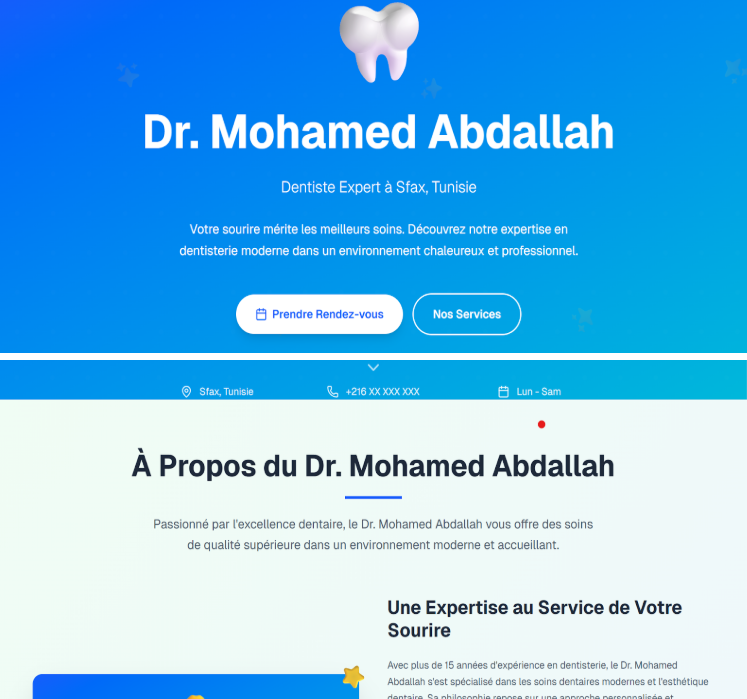 Dr. Mohamed Abdallah
Dentiste Expert à Sfax, Tunisie
Votre sourire mérite les meilleurs soins. Découvrez notre expertise en
dentisterie moderne dans un environnement chaleureux et professionnel.
Prendre Rendez-vous
Nos Services
Sfax, Tunisie
+216 XX XXX XXX
Lun - Sam
À Propos du Dr. Mohamed Abdallah
Passionné par l'excellence dentaire, le Dr. Mohamed Abdallah vous offre des soins
de qualité supérieure dans un environnement moderne et accueillant.
Une Expertise au Service de Votre
Sourire
Avec plus de 15 années d'expérience en dentisterie, le Dr. Mohamed
Abdallah s'est spécialisé dans les soins dentaires modernes et l'esthétique
dentaire. Sa philosophie repose sur une approche personnalisée et